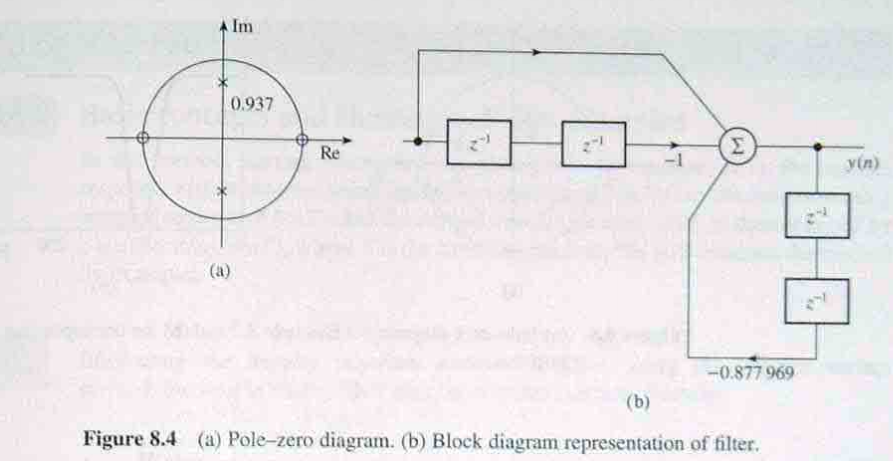 Im
0.937
Re
(a)
z⁻¹
z⁻¹
−1
Σ
y(n)
z⁻¹
z⁻¹
−0.877 969
(b)
Figure 8.4 (a) Pole–zero diagram. (b) Block diagram representation of filter.